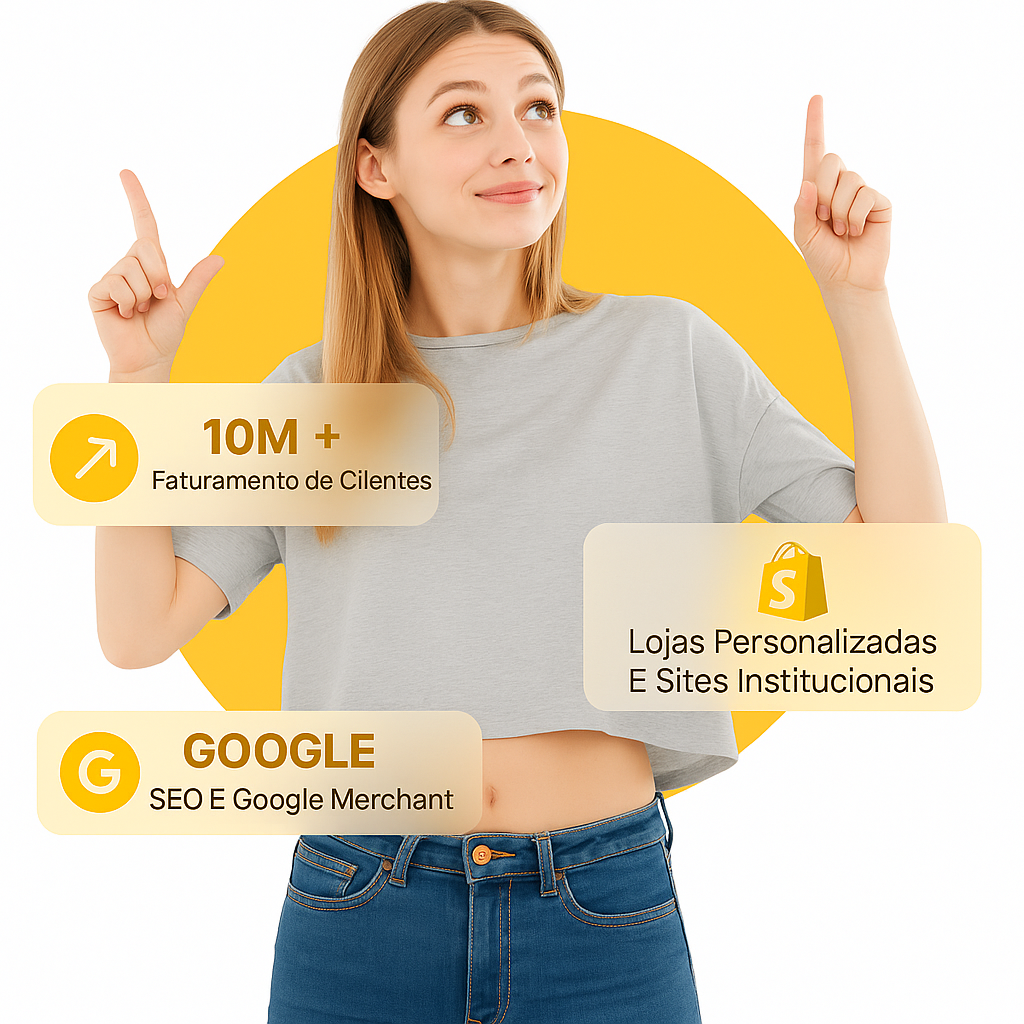 10M +
Faturamento de Cilentes
S
Lojas Personalizadas
E Sites Institucionais
G
GOOGLE
SEO E Google Merchant